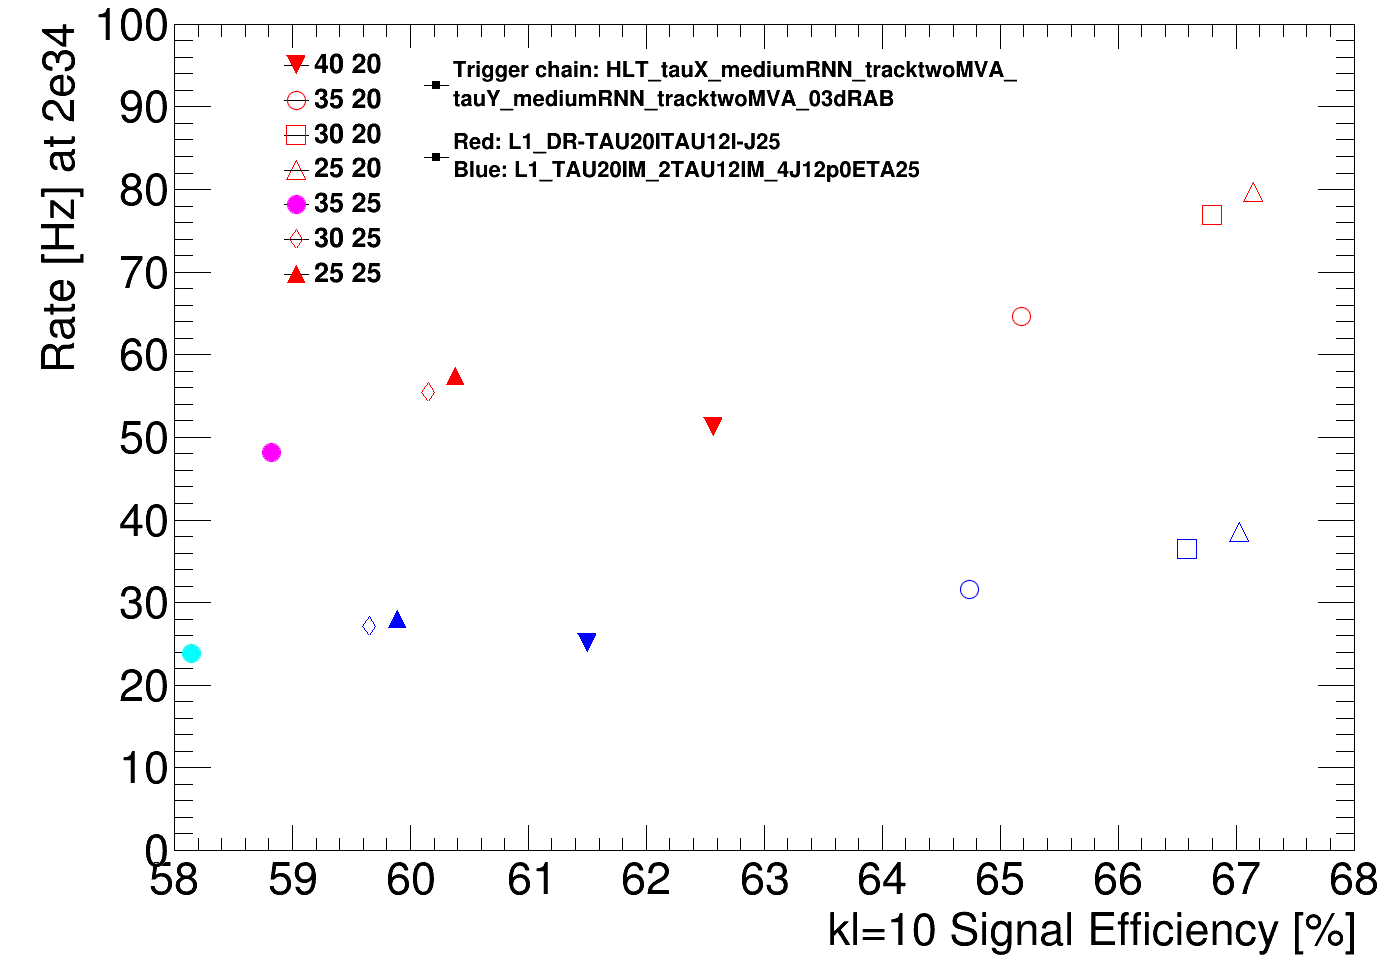 100
90
80
70
60
50
40
30
20
10
0
Rate [Hz] at 2e34
40 20
35 20
30 20
25 20
35 25
30 25
25 25
Trigger chain: HLT_tauX_mediumRNN_tracktwoMVA_
tauY_mediumRNN_tracktwoMVA_03dRAB
Red: L1_DR-TAU20ITAU12I-J25
Blue: L1_TAU20IM_2TAU12IM_4J12p0ETA25
58 59 60 61 62 63 64 65 66 67 68
kl=10 Signal Efficiency [%]